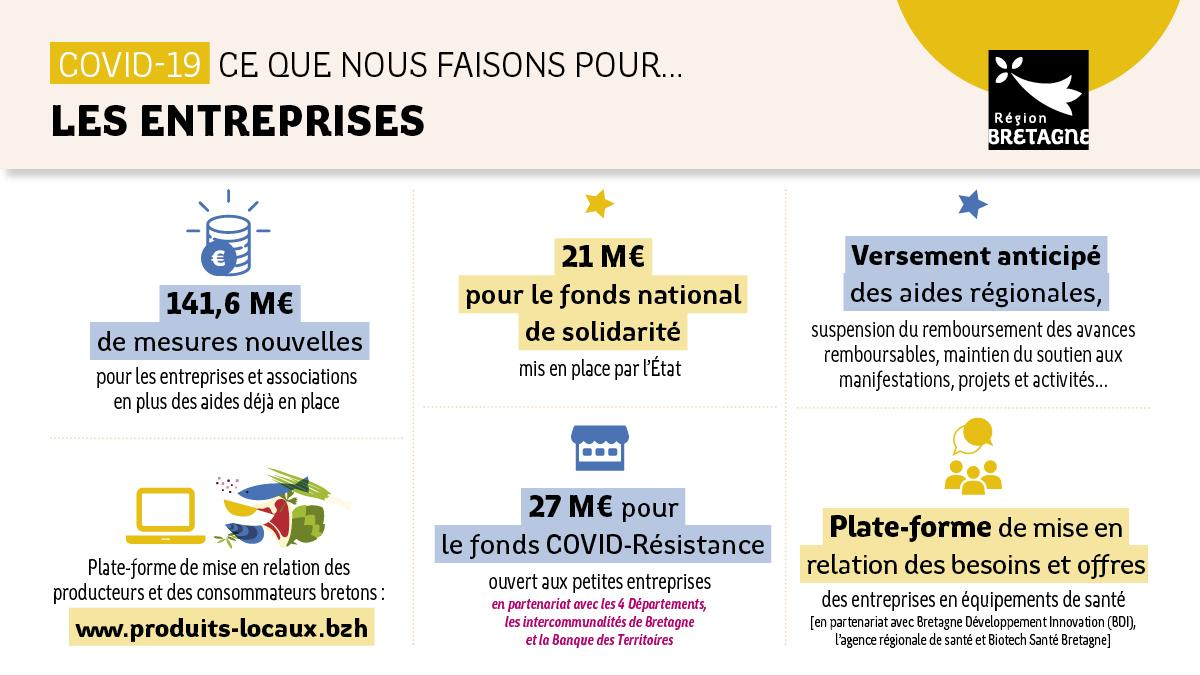 COVID-19 CE QUE NOUS FAISONS POUR...
LES ENTREPRISES
Région
BRETAGNE
€
141,6 M€
de mesures nouvelles
pour les entreprises et associations
en plus des aides déjà en place
21 M€
pour le fonds national
de solidarité
mis en place par l'État
Versement anticipé
des aides régionales,
suspension du remboursement des avances
remboursables, maintien du soutien aux
manifestations, projets et activités...
Plate-forme de mise en relation des
producteurs et des consommateurs bretons :
www.produits-locaux.bzh
27 M€ pour
le fonds COVID-Résistance
ouvert aux petites entreprises
en partenariat avec les 4 Départements,
les intercommunalités de Bretagne
et la Banque des Territoires
Plate-forme de mise en
relation des besoins et offres
des entreprises en équipements de santé
[en partenariat avec Bretagne Développement Innovation (BDI),
l'agence régionale de santé et Biotech Santé Bretagne]